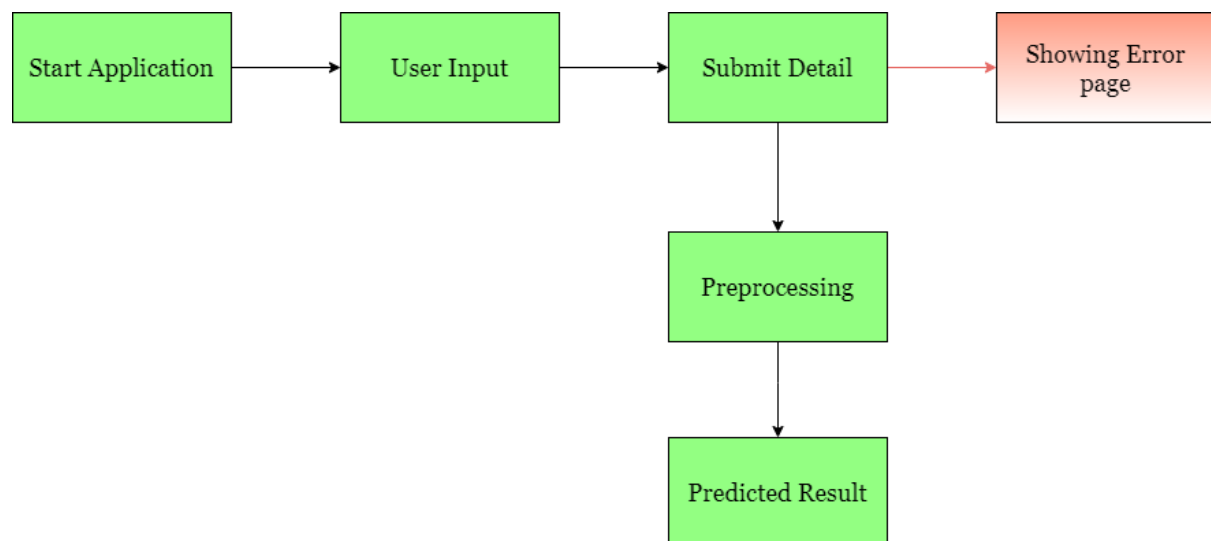 Start Application
User Input
Submit Detail
Showing Error
page
Preprocessing
Predicted Result